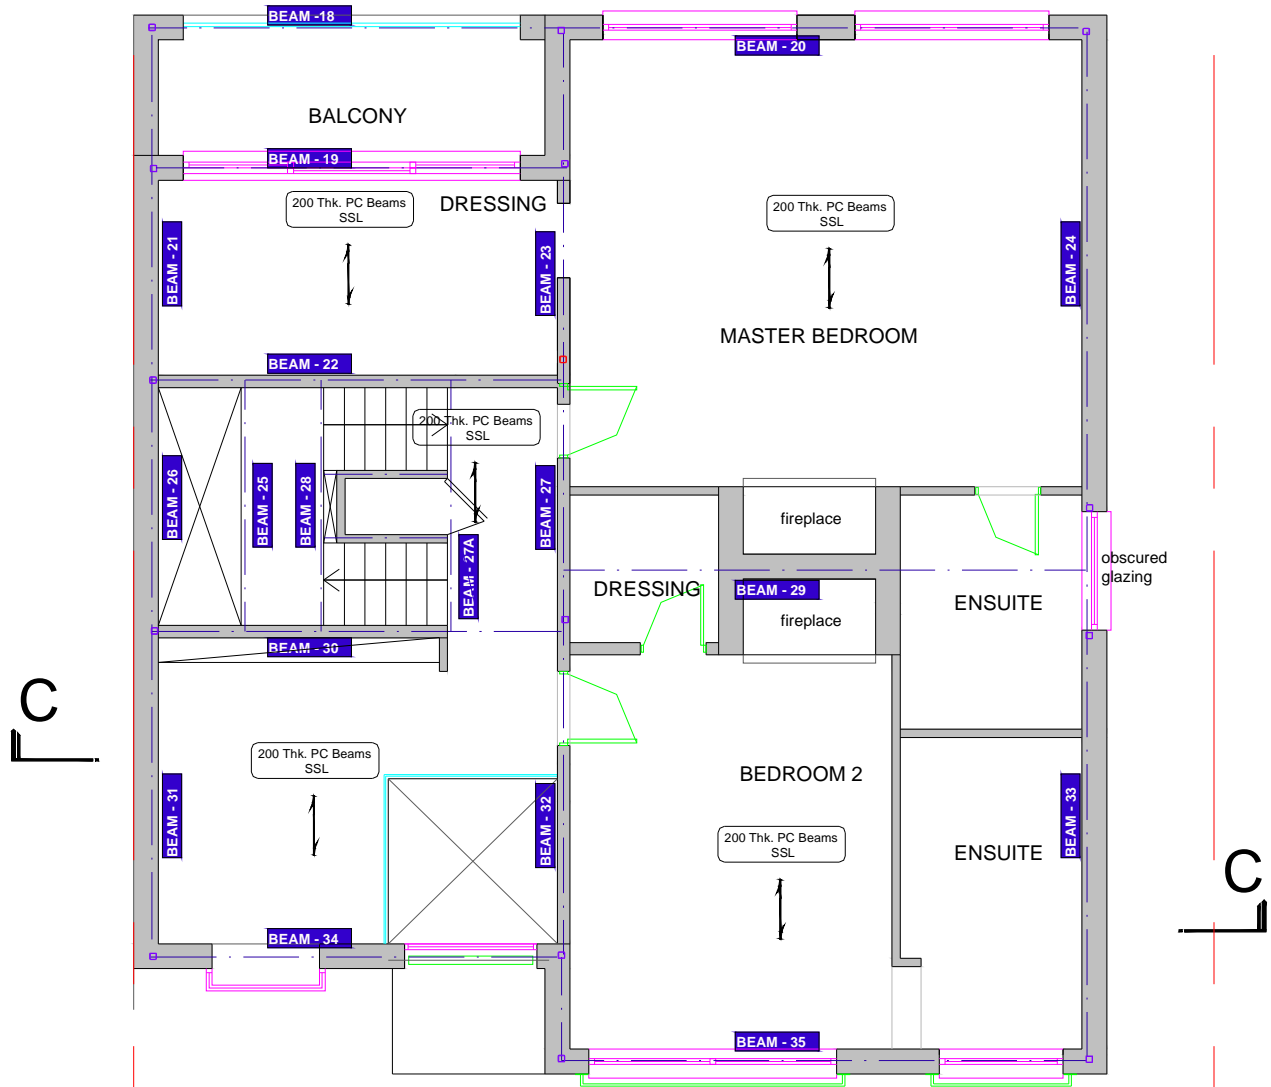 BEAM - 18
BEAM - 20
BALCONY
BEAM - 19
200 Thk. PC Beams
SSL
DRESSING
200 Thk. PC Beams
SSL
BEAM - 21
BEAM - 23
BEAM - 24
MASTER BEDROOM
BEAM - 22
200 Thk. PC Beams
SSL
BEAM - 26
BEAM - 25
BEAM - 28
BEAM - 27
BEAM - 27A
fireplace
obscured
glazing
DRESSING
BEAM - 29
ENSUITE
fireplace
BEAM - 30
C
200 Thk. PC Beams
SSL
BEDROOM 2
BEAM - 31
BEAM - 32
BEAM - 33
200 Thk. PC Beams
SSL
ENSUITE
C
BEAM - 34
BEAM - 35